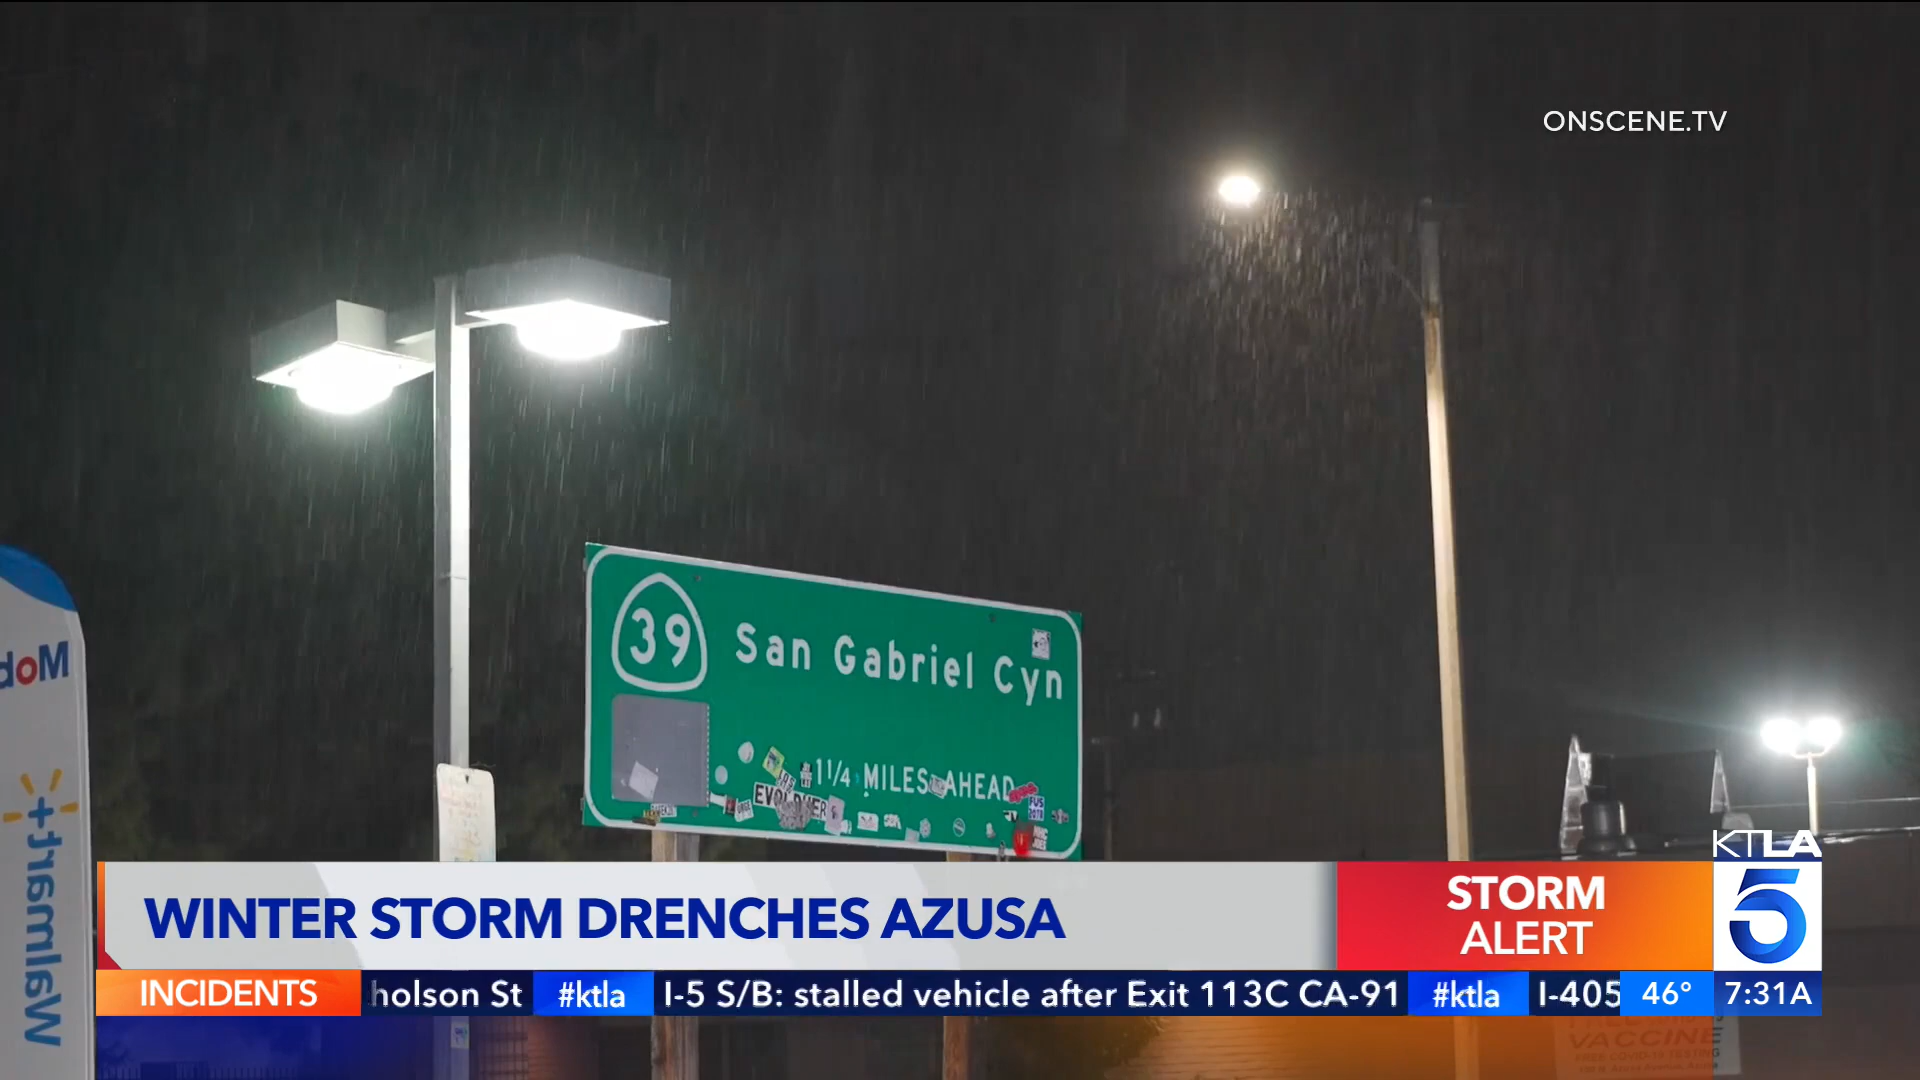 ONSCENE.TV
39
San Gabriel Cyn
1 1/4 MILES AHEAD
Walmart
WINTER STORM DRENCHES AZUSA
STORM
ALERT
KTLA
5
INCIDENTS
holson St #ktla I-5 S/B: stalled vehicle after Exit 113C CA-91 #ktla I-405
46°
7:31A
VACCINE